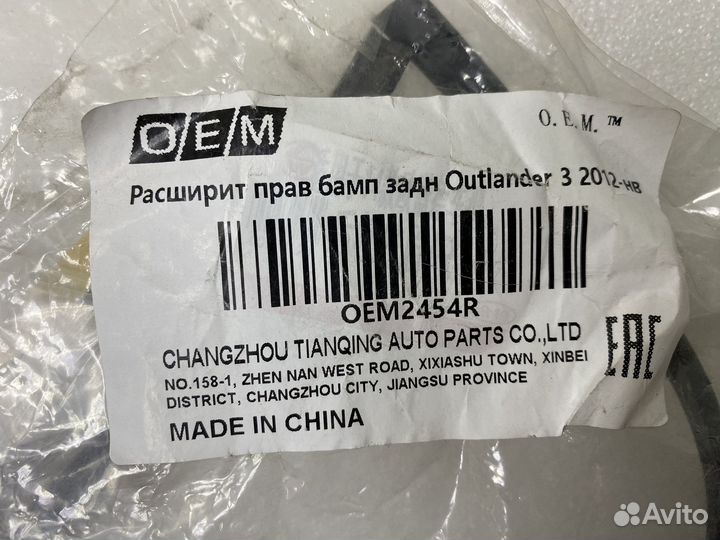 OEM
O. E. M. ™
Расширит прав бамп задн Outlander 3 2012-нв
OEM2454R
CHANGZHOU TIANQING AUTO PARTS CO.,LTD
NO.158-1, ZHEN NAN WEST ROAD, XIXIASHU TOWN, XINBEI
DISTRICT, CHANGZHOU CITY, JIANGSU PROVINCE
MADE IN CHINA
EAC
Avito